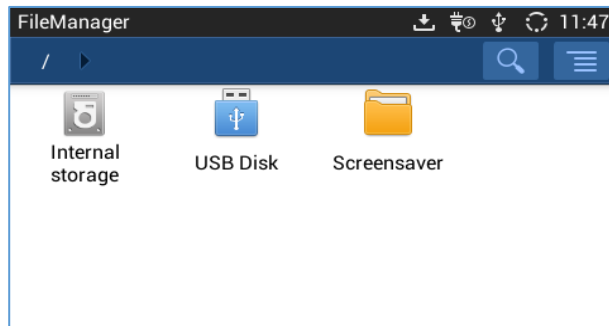 FileManager 11:47
/
Internal
storage
USB Disk
Screensaver